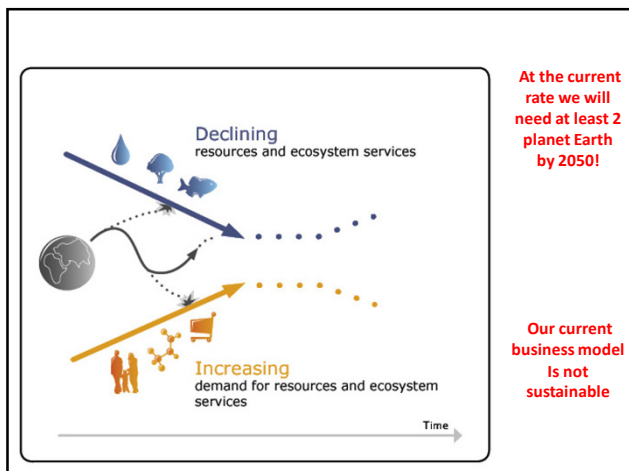 Declining
resources and ecosystem services
Increasing
demand for resources and ecosystem
services
Time
At the current
rate we will
need at least 2
planet Earth
by 2050!
Our current
business model
Is not
sustainable